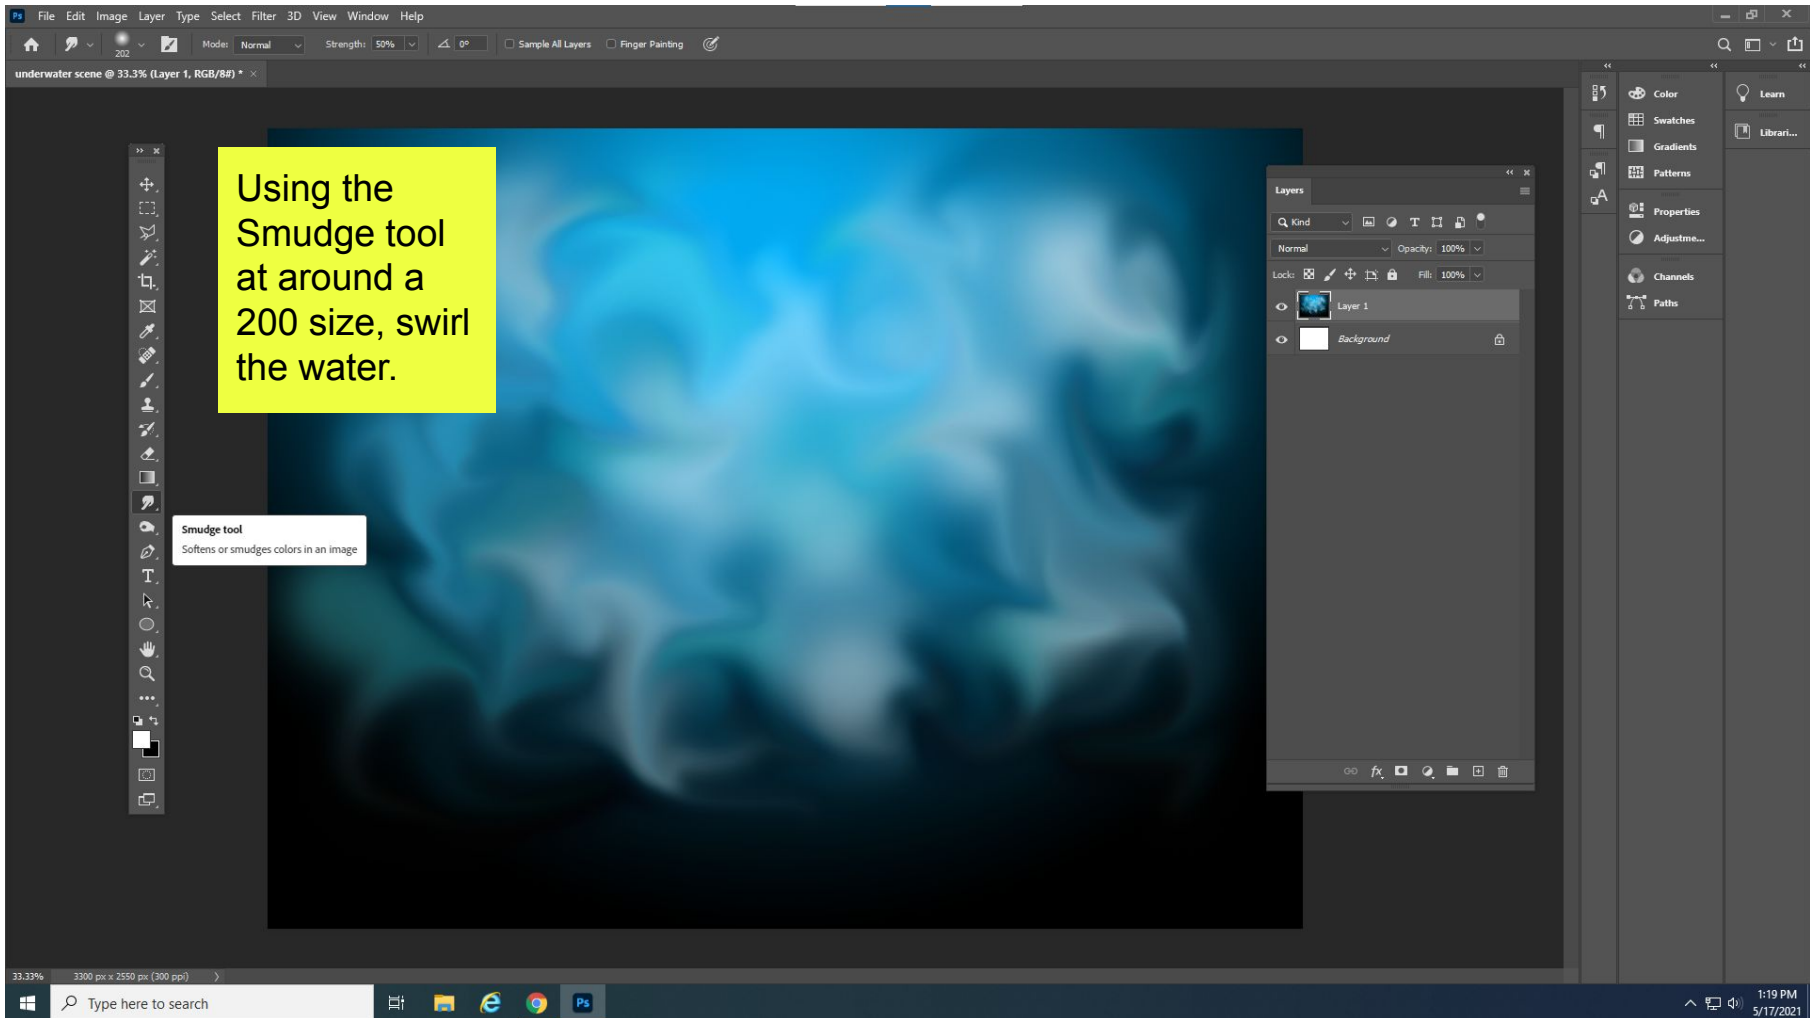 Ps File Edit Image Layer Type Select Filter 3D View Window Help
202 Mode: Normal Strength: 50% 0° Sample All Layers Finger Painting
underwater scene @ 33.3% (Layer 1, RGB/8#) * ×
Using the
Smudge tool
at around a
200 size, swirl
the water.
Smudge tool
Softens or smudges colors in an image
Layers
Kind
Normal Opacity: 100%
Lock: Fill: 100%
Layer 1
Background
fx
Color
Swatches
Gradients
Patterns
Properties
Adjustme...
Channels
Paths
Learn
Librari...
33.33% 3300 px x 2550 px (300 ppi)
Type here to search
Ps
1:19 PM
5/17/2021